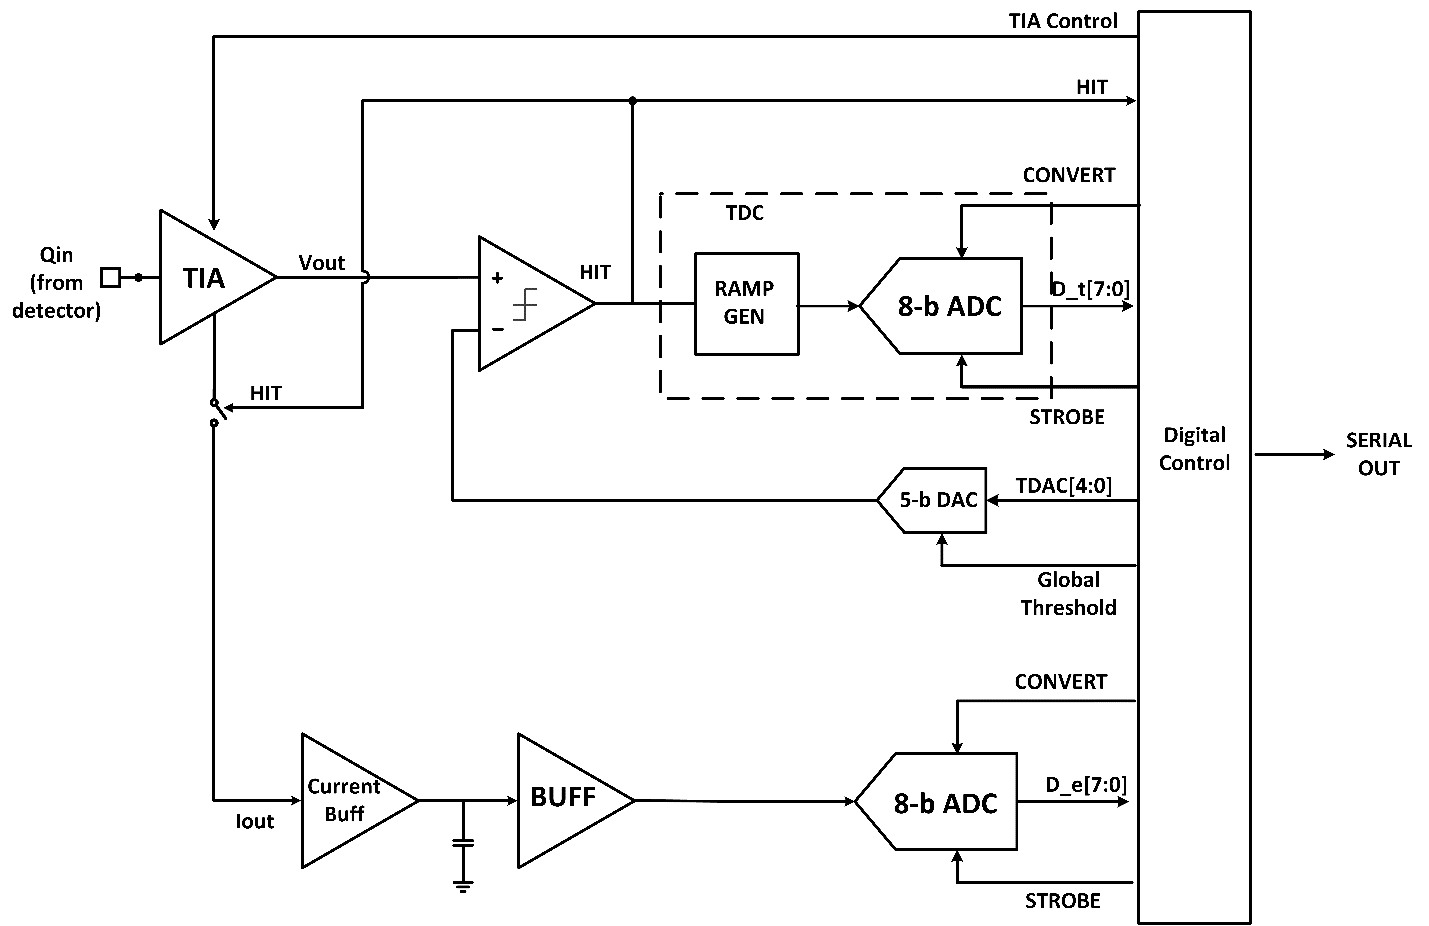 TIA Control
HIT
CONVERT
TDC
Qin
(from
detector)
TIA
Vout
+
−
HIT
RAMP
GEN
8-b ADC
D_t[7:0]
HIT
STROBE
Digital
Control
SERIAL
OUT
5-b DAC
TDAC[4:0]
Global
Threshold
CONVERT
Current
Buff
Iout
BUFF
8-b ADC
D_e[7:0]
STROBE